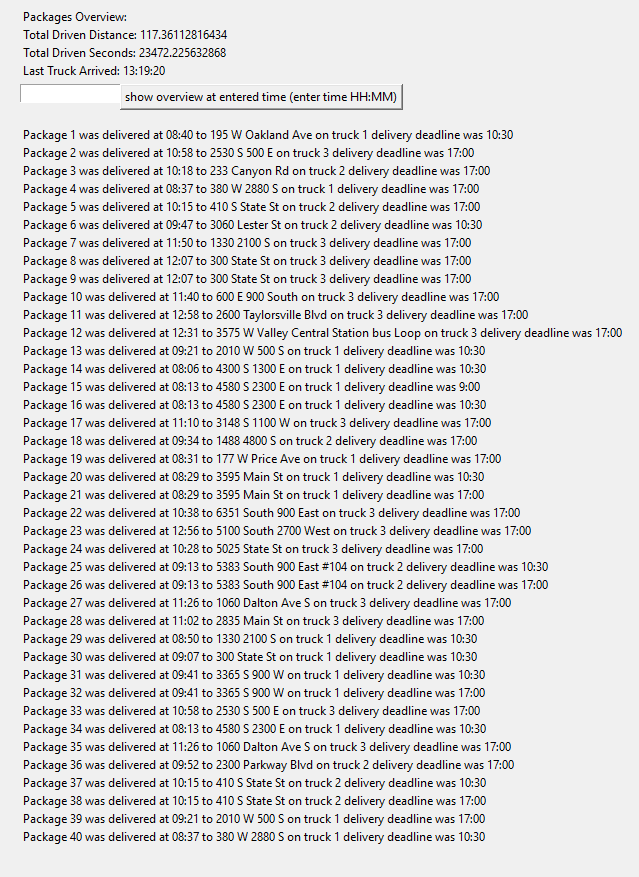 Packages Overview:
Total Driven Distance: 117.36112816434
Total Driven Seconds: 23472.225632868
Last Truck Arrived: 13:19:20
show overview at entered time (enter time HH:MM)
Package 1 was delivered at 08:40 to 195 W Oakland Ave on truck 1 delivery deadline was 10:30
Package 2 was delivered at 10:58 to 2530 S 500 E on truck 3 delivery deadline was 17:00
Package 3 was delivered at 10:18 to 233 Canyon Rd on truck 2 delivery deadline was 17:00
Package 4 was delivered at 08:37 to 380 W 2880 S on truck 1 delivery deadline was 17:00
Package 5 was delivered at 10:15 to 410 S State St on truck 2 delivery deadline was 17:00
Package 6 was delivered at 09:47 to 3060 Lester St on truck 2 delivery deadline was 10:30
Package 7 was delivered at 11:50 to 1330 2100 S on truck 3 delivery deadline was 17:00
Package 8 was delivered at 12:07 to 300 State St on truck 3 delivery deadline was 17:00
Package 9 was delivered at 12:07 to 300 State St on truck 3 delivery deadline was 17:00
Package 10 was delivered at 11:40 to 600 E 900 South on truck 3 delivery deadline was 17:00
Package 11 was delivered at 12:58 to 2600 Taylorsville Blvd on truck 3 delivery deadline was 17:00
Package 12 was delivered at 12:31 to 3575 W Valley Central Station bus Loop on truck 3 delivery deadline was 17:00
Package 13 was delivered at 09:21 to 2010 W 500 S on truck 1 delivery deadline was 10:30
Package 14 was delivered at 08:06 to 4300 S 1300 E on truck 1 delivery deadline was 10:30
Package 15 was delivered at 08:13 to 4580 S 2300 E on truck 1 delivery deadline was 9:00
Package 16 was delivered at 08:13 to 4580 S 2300 E on truck 1 delivery deadline was 10:30
Package 17 was delivered at 11:10 to 3148 S 1100 W on truck 3 delivery deadline was 17:00
Package 18 was delivered at 09:34 to 1488 4800 S on truck 2 delivery deadline was 17:00
Package 19 was delivered at 08:31 to 177 W Price Ave on truck 1 delivery deadline was 17:00
Package 20 was delivered at 08:29 to 3595 Main St on truck 1 delivery deadline was 10:30
Package 21 was delivered at 08:29 to 3595 Main St on truck 1 delivery deadline was 17:00
Package 22 was delivered at 10:38 to 6351 South 900 East on truck 3 delivery deadline was 17:00
Package 23 was delivered at 12:56 to 5100 South 2700 West on truck 3 delivery deadline was 17:00
Package 24 was delivered at 10:28 to 5025 State St on truck 3 delivery deadline was 17:00
Package 25 was delivered at 09:13 to 5383 South 900 East #104 on truck 2 delivery deadline was 10:30
Package 26 was delivered at 09:13 to 5383 South 900 East #104 on truck 2 delivery deadline was 17:00
Package 27 was delivered at 11:26 to 1060 Dalton Ave S on truck 3 delivery deadline was 17:00
Package 28 was delivered at 11:02 to 2835 Main St on truck 3 delivery deadline was 17:00
Package 29 was delivered at 08:50 to 1330 2100 S on truck 1 delivery deadline was 10:30
Package 30 was delivered at 09:07 to 300 State St on truck 1 delivery deadline was 10:30
Package 31 was delivered at 09:41 to 3365 S 900 W on truck 1 delivery deadline was 10:30
Package 32 was delivered at 09:41 to 3365 S 900 W on truck 1 delivery deadline was 17:00
Package 33 was delivered at 10:58 to 2530 S 500 E on truck 3 delivery deadline was 17:00
Package 34 was delivered at 08:13 to 4580 S 2300 E on truck 1 delivery deadline was 10:30
Package 35 was delivered at 11:26 to 1060 Dalton Ave S on truck 3 delivery deadline was 17:00
Package 36 was delivered at 09:52 to 2300 Parkway Blvd on truck 2 delivery deadline was 17:00
Package 37 was delivered at 10:15 to 410 S State St on truck 2 delivery deadline was 10:30
Package 38 was delivered at 10:15 to 410 S State St on truck 2 delivery deadline was 17:00
Package 39 was delivered at 09:21 to 2010 W 500 S on truck 1 delivery deadline was 17:00
Package 40 was delivered at 08:37 to 380 W 2880 S on truck 1 delivery deadline was 10:30